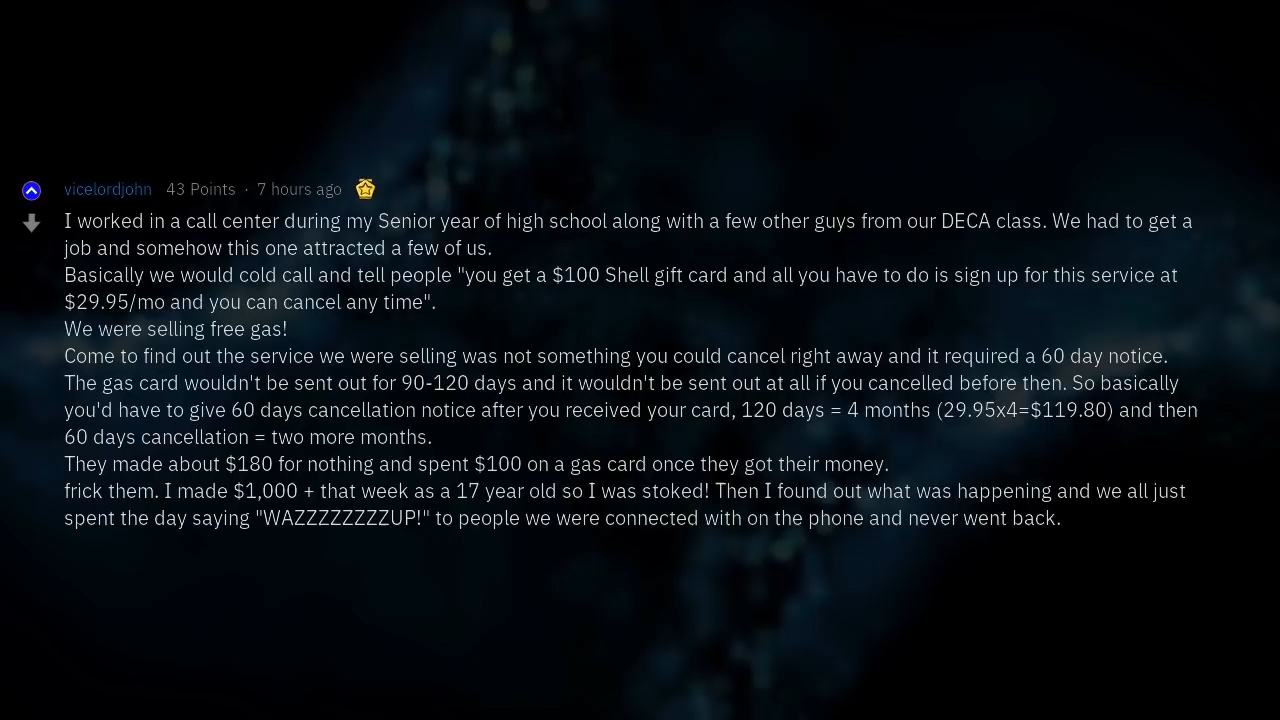 vicelordjohn 43 Points · 7 hours ago
I worked in a call center during my Senior year of high school along with a few other guys from our DECA class. We had to get a
job and somehow this one attracted a few of us.
Basically we would cold call and tell people "you get a $100 Shell gift card and all you have to do is sign up for this service at
$29.95/mo and you can cancel any time".
We were selling free gas!
Come to find out the service we were selling was not something you could cancel right away and it required a 60 day notice.
The gas card wouldn't be sent out for 90-120 days and it wouldn't be sent out at all if you cancelled before then. So basically
you'd have to give 60 days cancellation notice after you received your card, 120 days = 4 months (29.95x4=$119.80) and then
60 days cancellation = two more months.
They made about $180 for nothing and spent $100 on a gas card once they got their money.
frick them. I made $1,000 + that week as a 17 year old so I was stoked! Then I found out what was happening and we all just
spent the day saying "WAZZZZZZZZUP!" to people we were connected with on the phone and never went back.